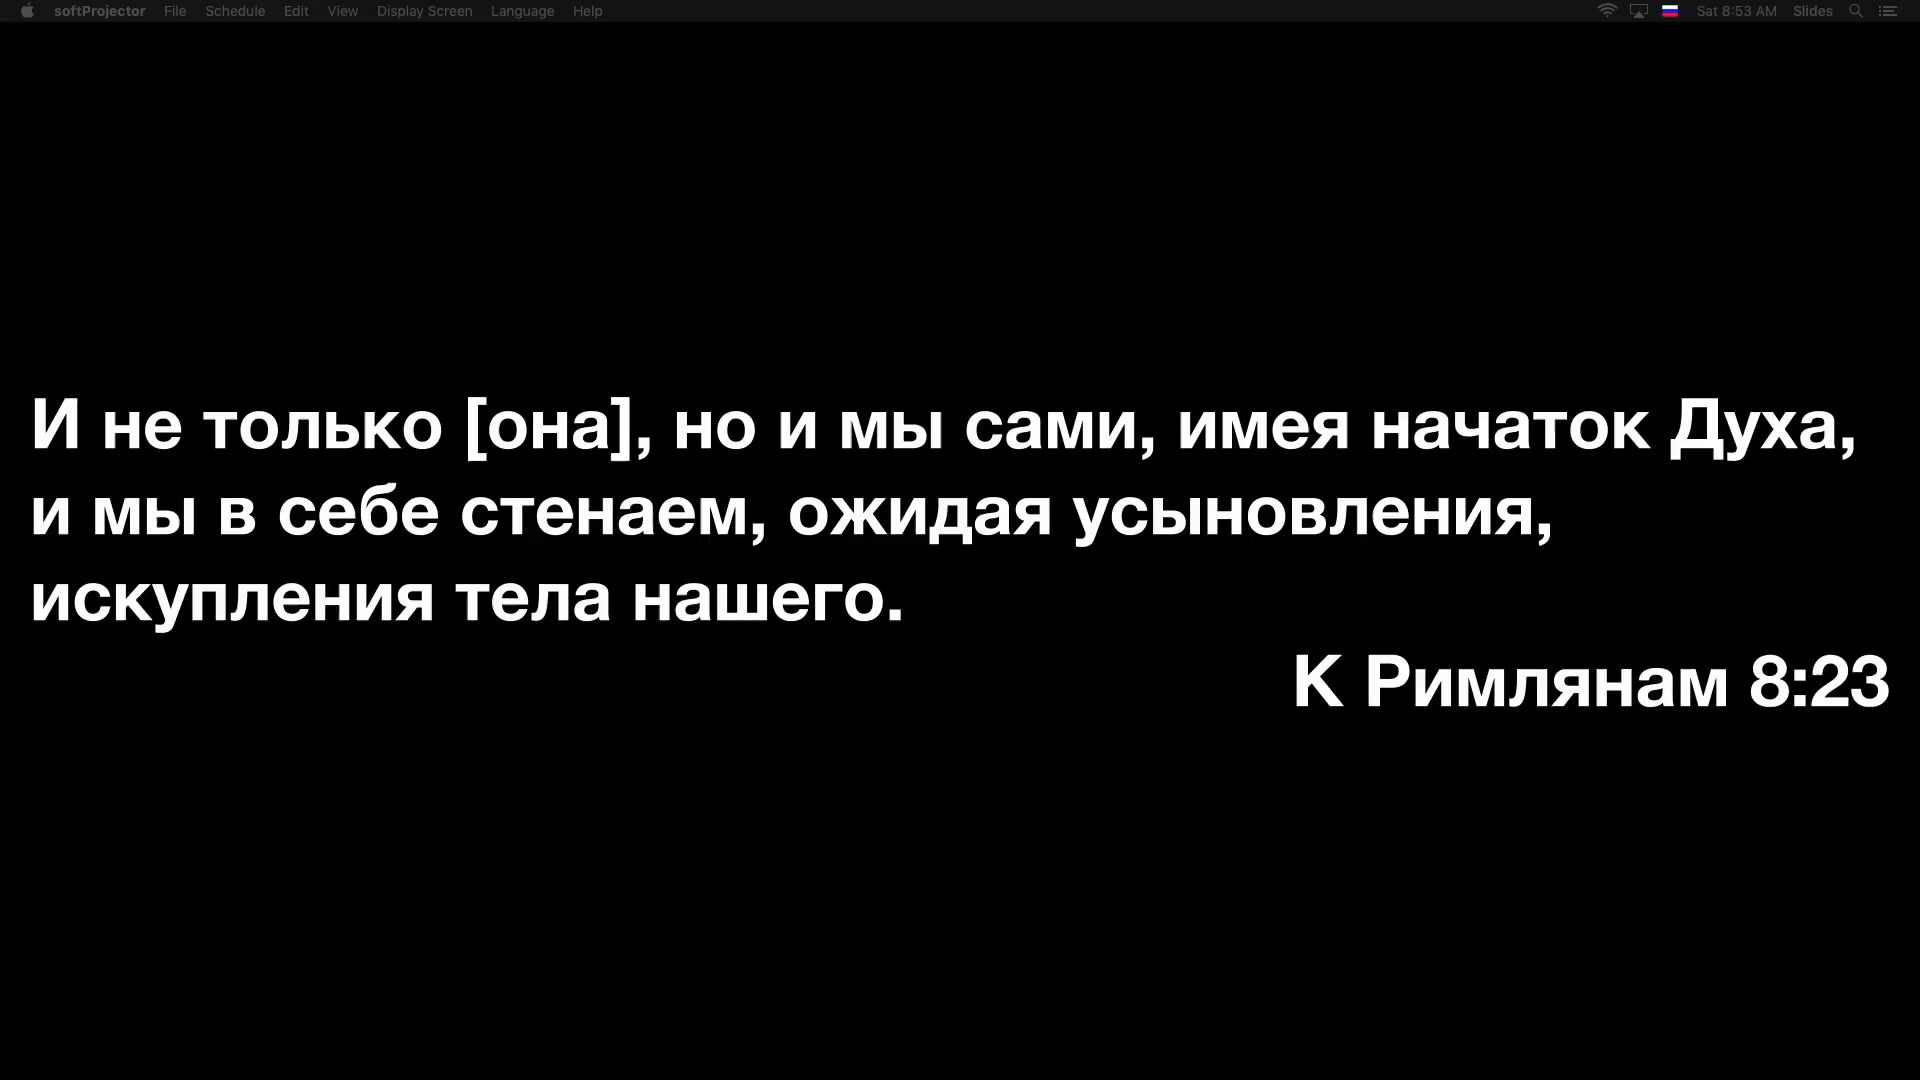 softProjector File Schedule Edit View Display Screen Language Help Sat 8:53 AM Slides
И не только [она], но и мы сами, имея начаток Духа,
и мы в себе стенаем, ожидая усыновления,
искупления тела нашего.
К Римлянам 8:23